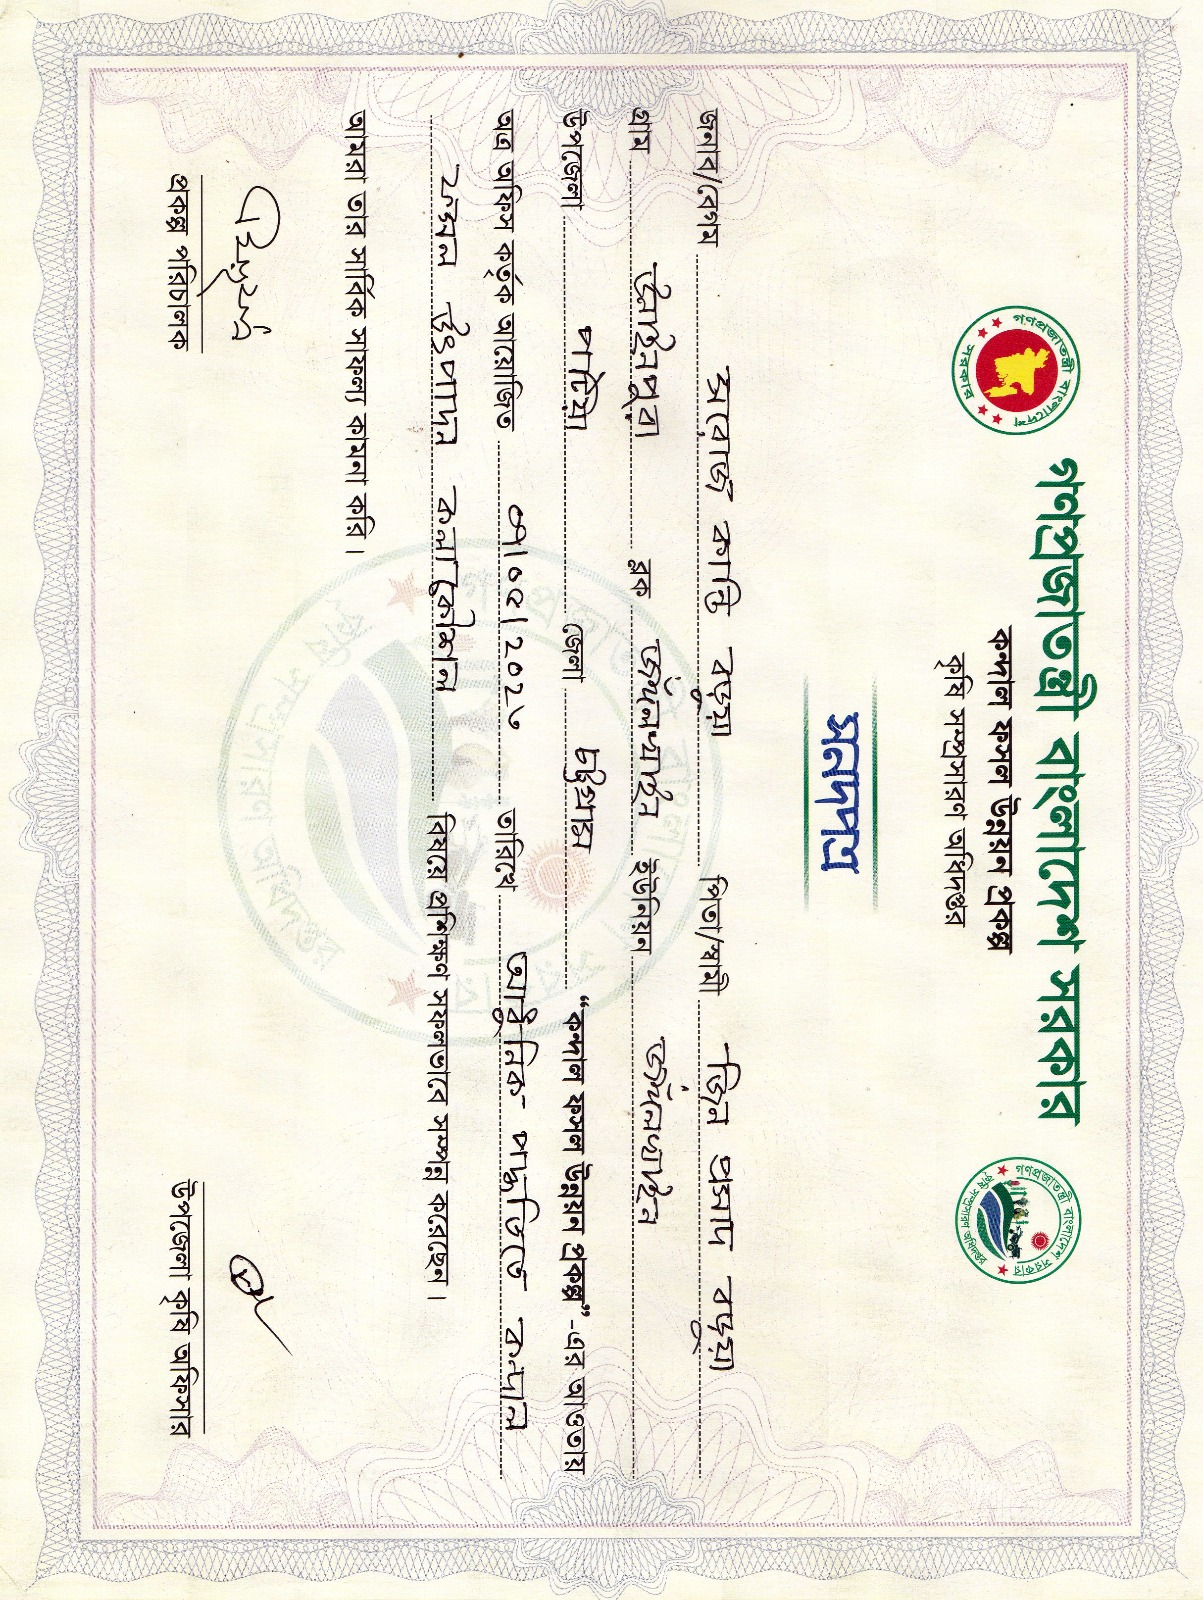 গণপ্রজাতন্ত্রী বাংলাদেশ সরকার
কন্দাল ফসল উন্নয়ন প্রকল্প
কৃষি সম্প্রসারণ অধিদপ্তর
গণপ্রজাতন্ত্রী বাংলাদেশ
সরকার
গণপ্রজাতন্ত্রী বাংলাদেশ সরকার
কৃষি সম্প্রসারণ অধিদপ্তর
সনদপত্র
জনাব/বেগম সরোজ কান্তি বড়ুয়া পিতা/স্বামী জিন প্রসাদ বড়ুয়া
গ্রাম উনাইনপুরা ব্লক জঙ্গলখাইন ইউনিয়ন জঙ্গলখাইন
উপজেলা পটিয়া জেলা চট্টগ্রাম “কন্দাল ফসল উন্নয়ন প্রকল্প”-এর আওতায়
অত্র অফিস কর্তৃক আয়োজিত ০৭/০৫/২০২৩ তারিখে আধুনিক পদ্ধতিতে কন্দাল
ফসল উৎপাদন কলাকৌশল বিষয়ে প্রশিক্ষণ সফলভাবে সম্পন্ন করেছেন।
আমরা তার সার্বিক সাফল্য কামনা করি।
প্রকল্প পরিচালক
উপজেলা কৃষি অফিসার